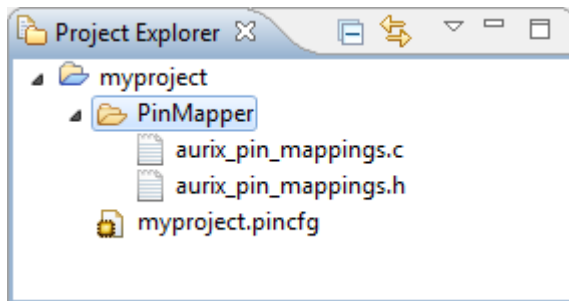 Project Explorer
myproject
PinMapper
aurix_pin_mappings.c
aurix_pin_mappings.h
myproject.pincfg